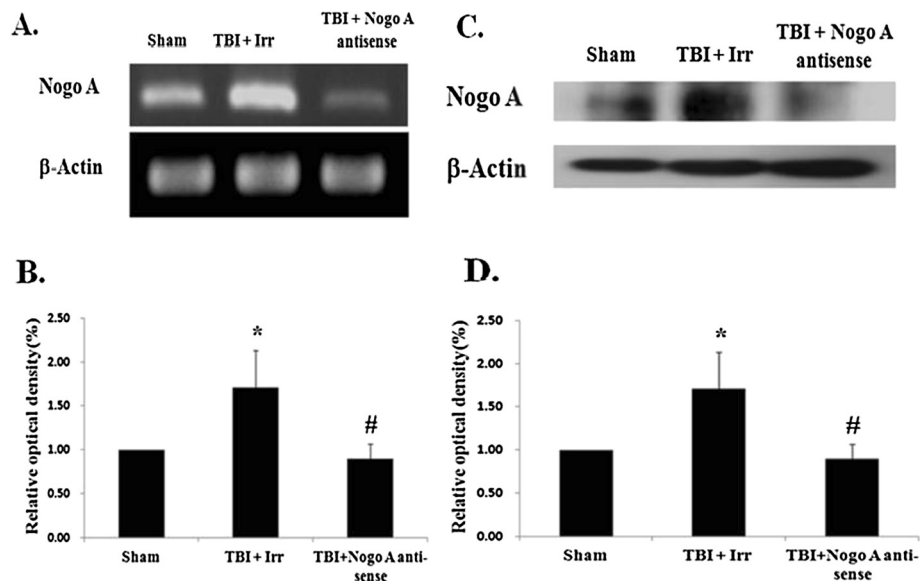 A.
Sham TBI + Irr TBI + Nogo A
antisense
Nogo A
β-Actin
C.
Sham TBI + Irr TBI + Nogo A
antisense
Nogo A
β-Actin
B.
Relative optical density(%)
2.50
2.00
1.50
1.00
0.50
0.00
*
#
Sham TBI + Irr TBI+Nogo A anti-
sense
D.
Relative optical density(%)
2.50
2.00
1.50
1.00
0.50
0.00
*
#
Sham TBI + Irr TBI+Nogo A anti-
sense